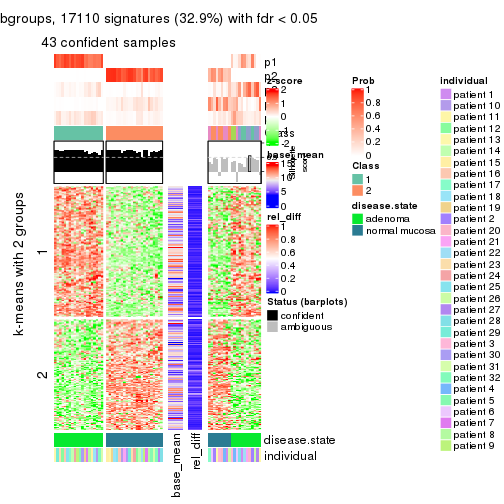 bgroups, 17110 signatures (32.9%) with fdr < 0.05
43 confident samples
p1
p2
z-score
2
1
0
-1
-2
base_mean
15
10
5
0
rel_diff
1
0.8
0.6
0.4
0.2
0
Status (barplots)
confident
ambiguous
Prob
1
0.8
0.6
0.4
0.2
0
Class
1
2
disease.state
adenoma
normal mucosa
individual
patient 1
patient 10
patient 11
patient 12
patient 13
patient 14
patient 15
patient 16
patient 17
patient 18
patient 19
patient 2
patient 20
patient 21
patient 22
patient 23
patient 24
patient 25
patient 26
patient 27
patient 28
patient 29
patient 3
patient 30
patient 31
patient 32
patient 4
patient 5
patient 6
patient 7
patient 8
patient 9
k-means with 2 groups
1
2
disease.state
individual
base_mean
rel_diff